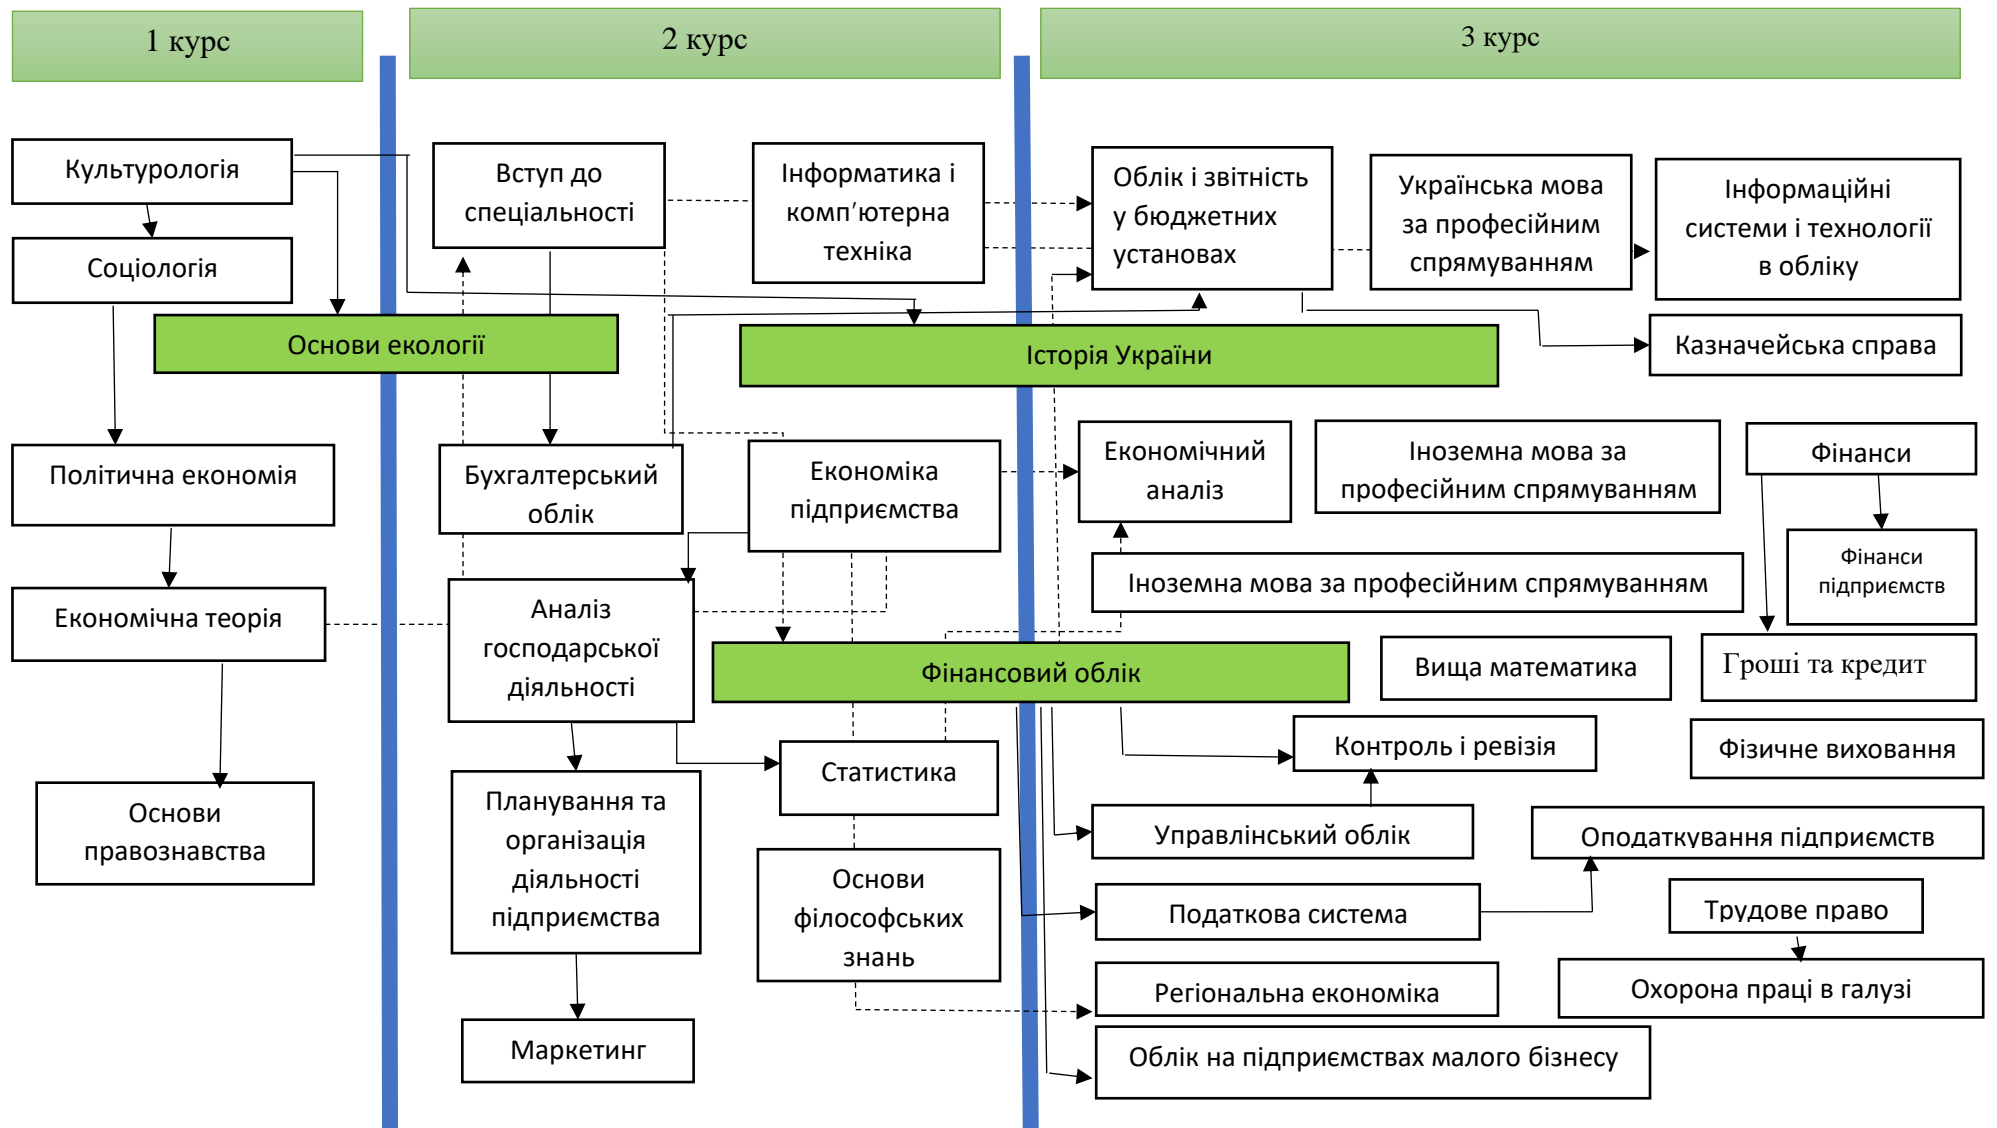 1 курс
2 курс
3 курс
Культурологія
Соціологія
Основи екології
Політична економія
Економічна теорія
Основи
правознавства
Вступ до
спеціальності
Інформатика і
комп′ютерна
техніка
Бухгалтерський
облік
Економіка
підприємства
Аналіз
господарської
діяльності
Планування та
організація
діяльності
підприємства
Маркетинг
Статистика
Основи
філософських
знань
Історія України
Фінансовий облік
Облік і звітність
у бюджетних
установах
Українська мова
за професійним
спрямуванням
Інформаційні
системи і технології
в обліку
Казначейська справа
Економічний
аналіз
Іноземна мова за
професійним спрямуванням
Фінанси
Фінанси
підприємств
Іноземна мова за професійним спрямуванням
Вища математика
Гроші та кредит
Контроль і ревізія
Фізичне виховання
Управлінський облік
Оподаткування підприємств
Податкова система
Трудове право
Регіональна економіка
Охорона праці в галузі
Облік на підприємствах малого бізнесу